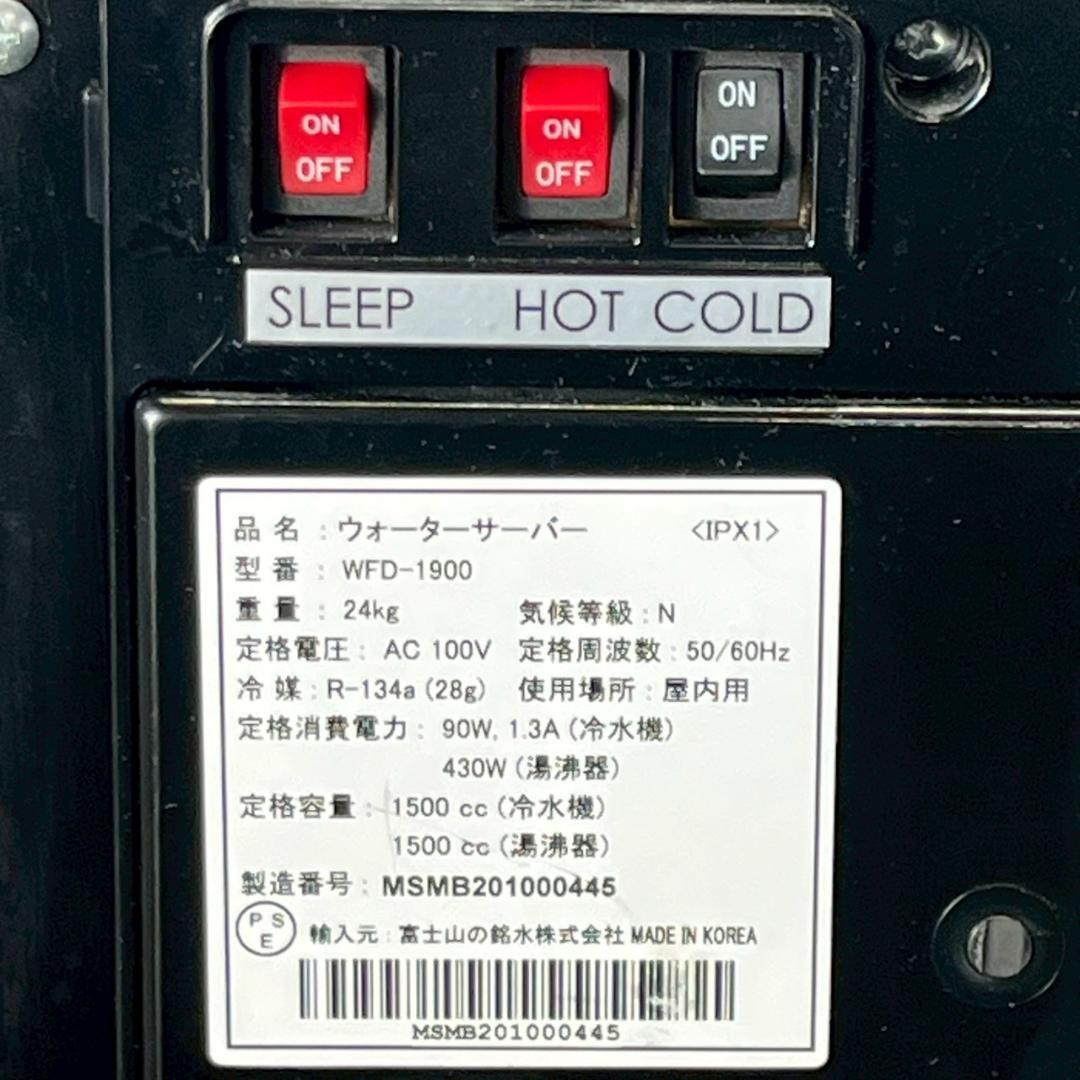 ON ON ON
OFF OFF OFF
SLEEP HOT COLD
品名:ウォーターサーバー <IPX1>
型番: WFD-1900
重量: 24kg 気候等級:N
定格電圧: AC 100V 定格周波数:50/60Hz
冷媒:R-134a (28g) 使用場所:屋内用
定格消費電力: 90W, 1.3A (冷水機)
430W (湯沸器)
定格容量: 1500 cc (冷水機)
1500 cc (湯沸器)
製造番号: MSMB201000445
PSE 輸入元:富士山の銘水株式会社 MADE IN KOREA
MSMB201000445